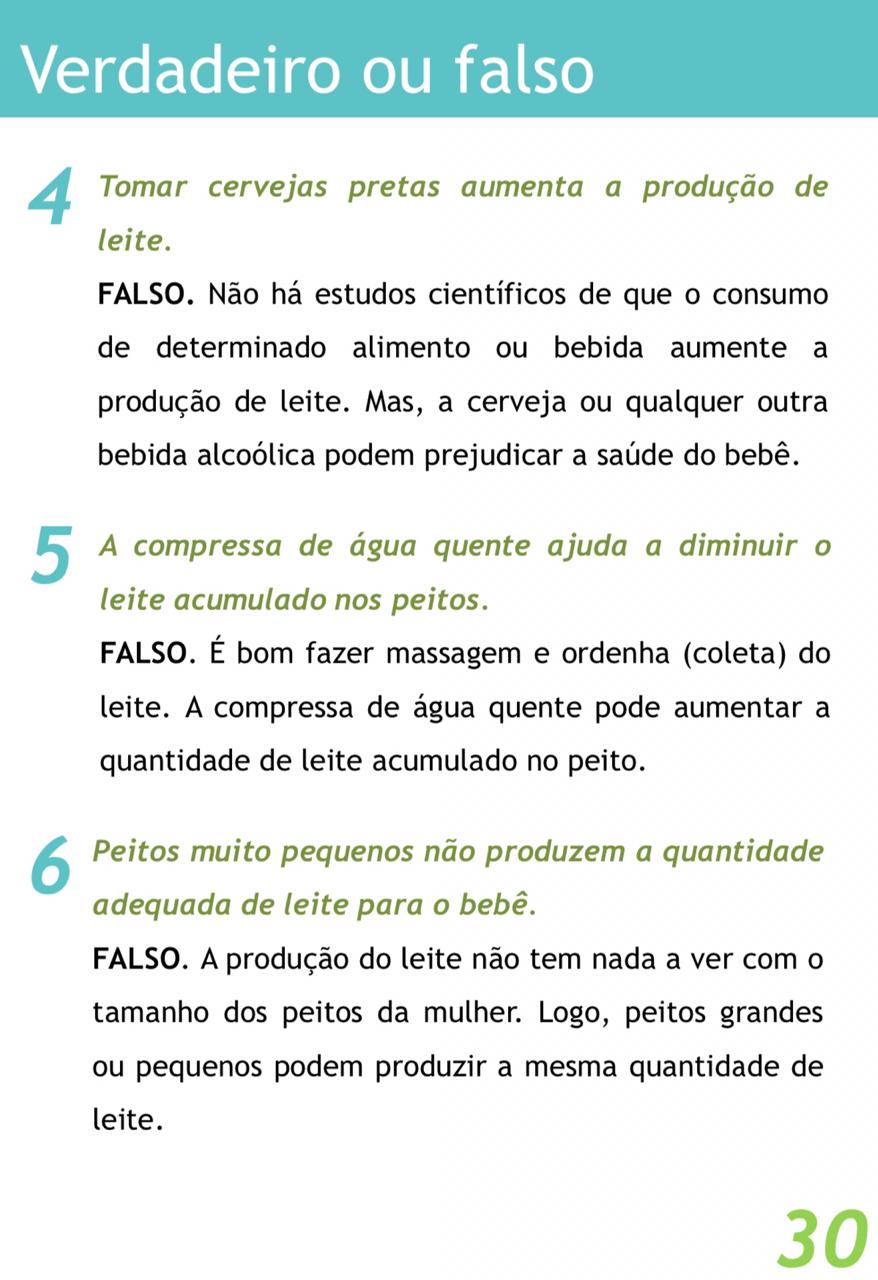 Verdadeiro ou falso
4 Tomar cervejas pretas aumenta a produção de
leite.
FALSO. Não há estudos científicos de que o consumo
de determinado alimento ou bebida aumente a
produção de leite. Mas, a cerveja ou qualquer outra
bebida alcoólica podem prejudicar a saúde do bebê.
5 A compressa de água quente ajuda a diminuir o
leite acumulado nos peitos.
FALSO. É bom fazer massagem e ordenha (coleta) do
leite. A compressa de água quente pode aumentar a
quantidade de leite acumulado no peito.
6 Peitos muito pequenos não produzem a quantidade
adequada de leite para o bebê.
FALSO. A produção do leite não tem nada a ver com o
tamanho dos peitos da mulher. Logo, peitos grandes
ou pequenos podem produzir a mesma quantidade de
leite.
30